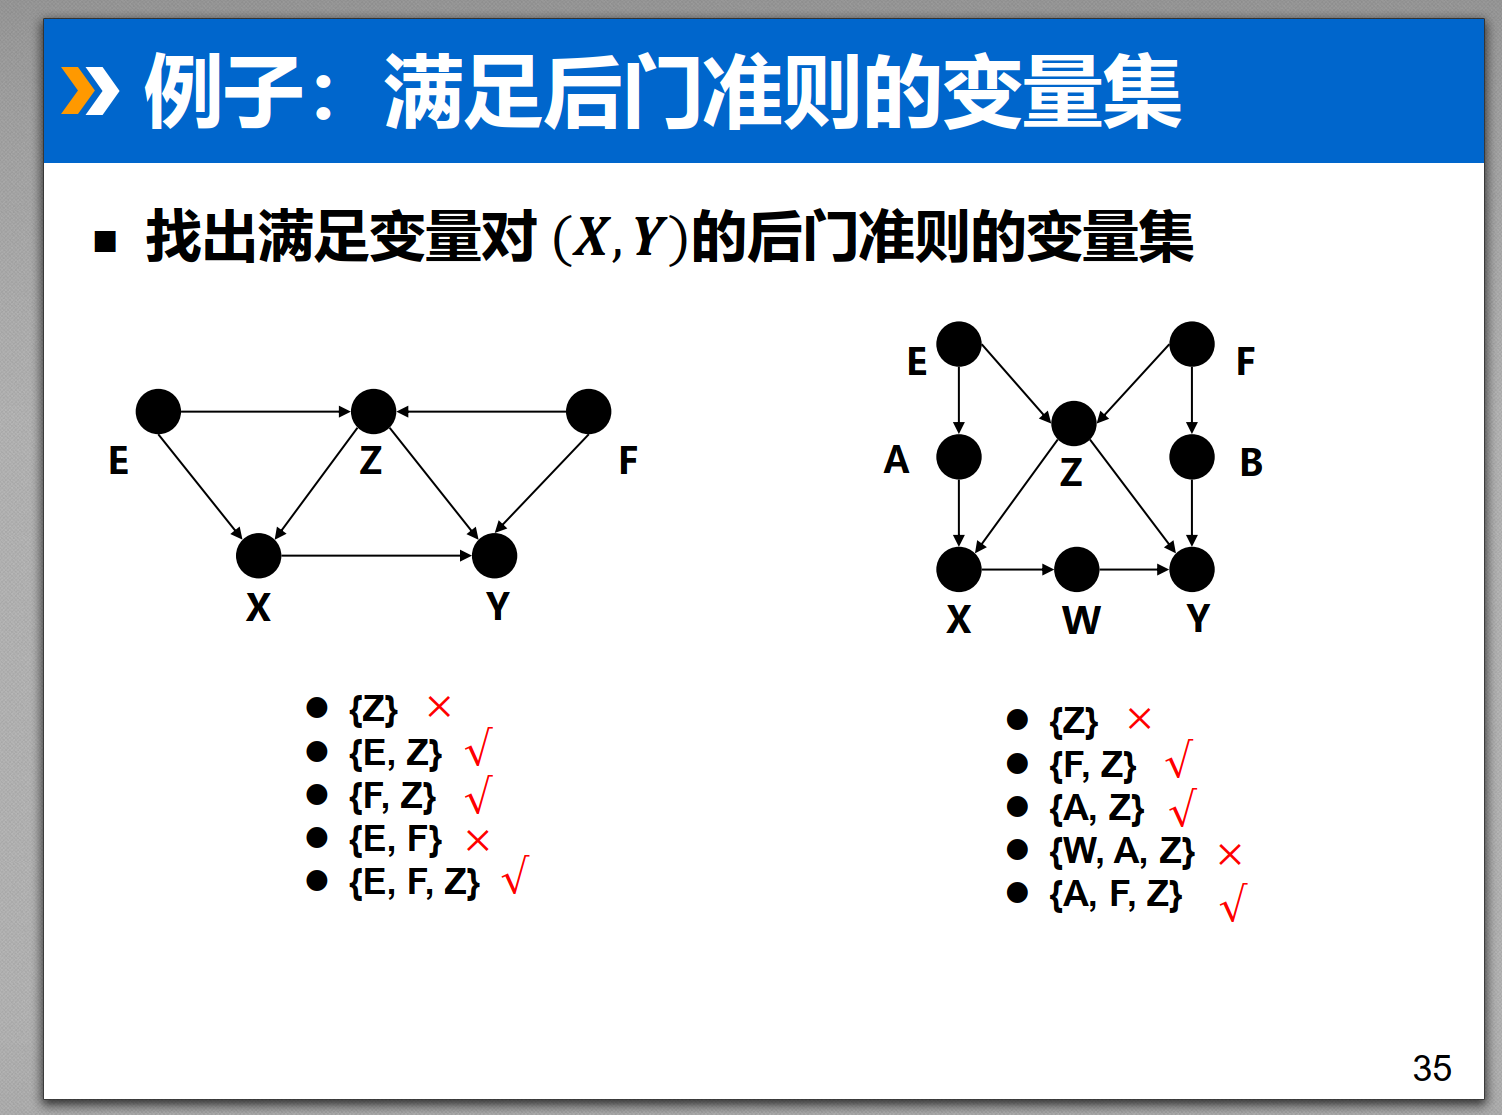 例子：满足后门准则的变量集
■ 找出满足变量对 (X, Y)的后门准则的变量集
E
Z
F
X
Y
E
F
A
Z
B
X
W
Y
● {Z} ×
● {E, Z} √
● {F, Z} √
● {E, F} ×
● {E, F, Z} √
● {Z} ×
● {F, Z} √
● {A, Z} √
● {W, A, Z} ×
● {A, F, Z} √
35